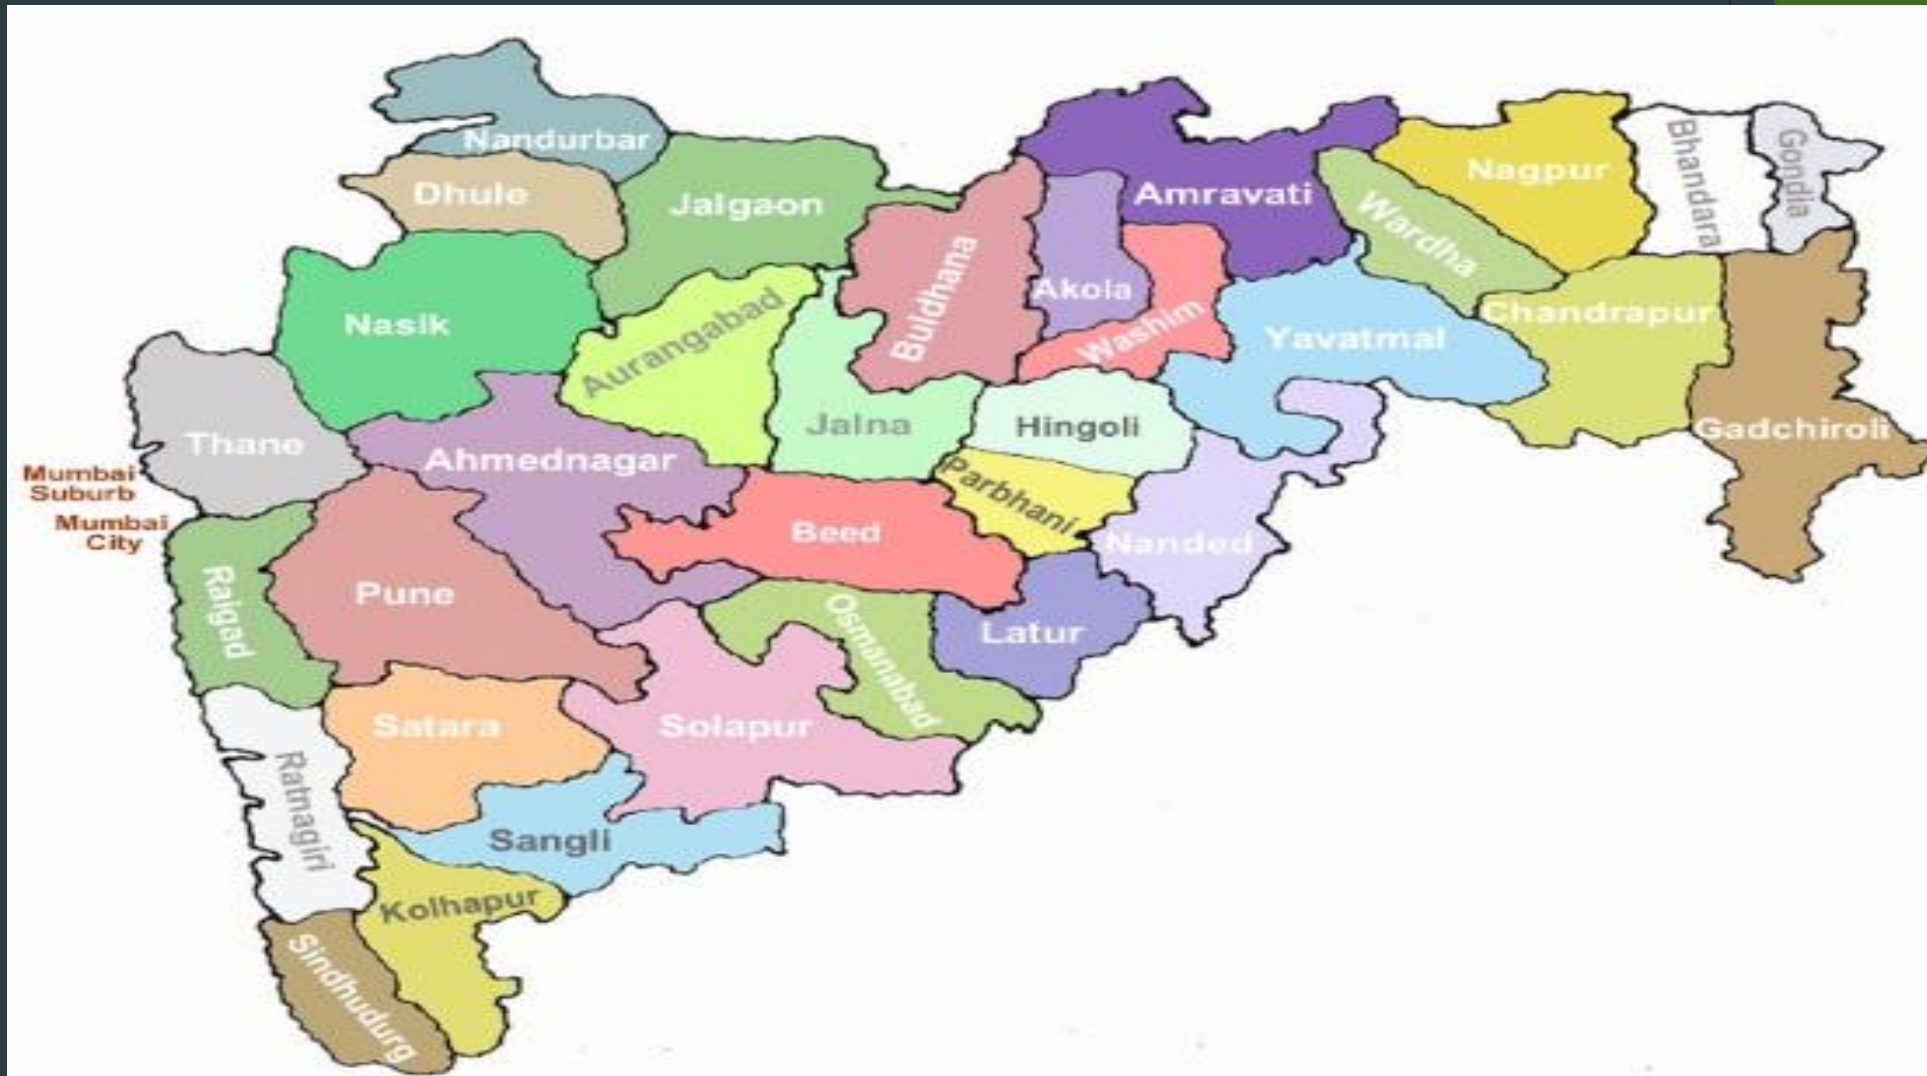 Nandurbar
Dhule
Jalgaon
Amravati
Nagpur
Bhandara
Gondia
Wardha
Buldhana
Akola
Washim
Nasik
Aurangabad
Yavatmal
Chandrapur
Thane
Ahmednagar
Jalna
Hingoli
Gadchiroli
Mumbai
Suburb
Mumbai
City
Parbhani
Beed
Nanded
Raigad
Pune
Osmanabad
Latur
Satara
Solapur
Ratnagiri
Sangli
Kolhapur
Sindhudurg